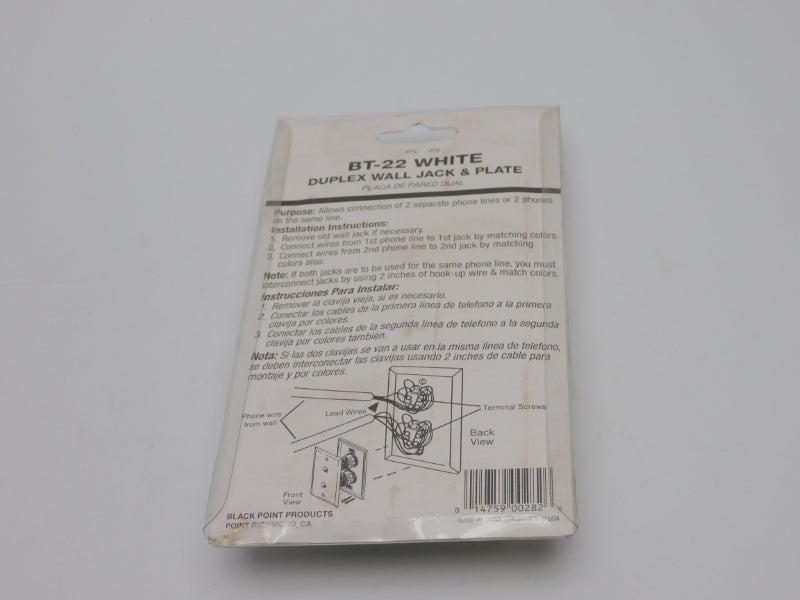 BT-22 WHITE
DUPLEX WALL JACK & PLATE
PLACA DE PARED DUAL
Purpose: Allows connection of 2 separate phone lines or 2 phones
on the same line.
Installation Instructions:
1. Remove old wall jack if necessary.
2. Connect wires from 1st phone line to 1st jack by matching colors.
3. Connect wires from 2nd phone line to 2nd jack by matching
colors also.
Note: If both jacks are to be used for the same phone line, you must
interconnect jacks by using 2 inches of hook-up wire & match colors.
Instrucciones Para Instalar:
1. Remover la clavija vieja, si es necesario.
2. Conectar los cables de la primera linea de telefono a la primera
clavija por colores.
3. Conectar los cables de la segunda linea de telefono a la segunda
clavija por colores también.
Nota: Si las dos clavijas se van a usar en la misma linea de telefono,
se deben interconectar las clavijas usando 2 inches de cable para
montaje y por colores.
Phone wire
from wall
Lead Wires
Terminal Screws
Back
View
Front
View
BLACK POINT PRODUCTS
POINT RICHMOND, CA
0 14759 00282 6
USA